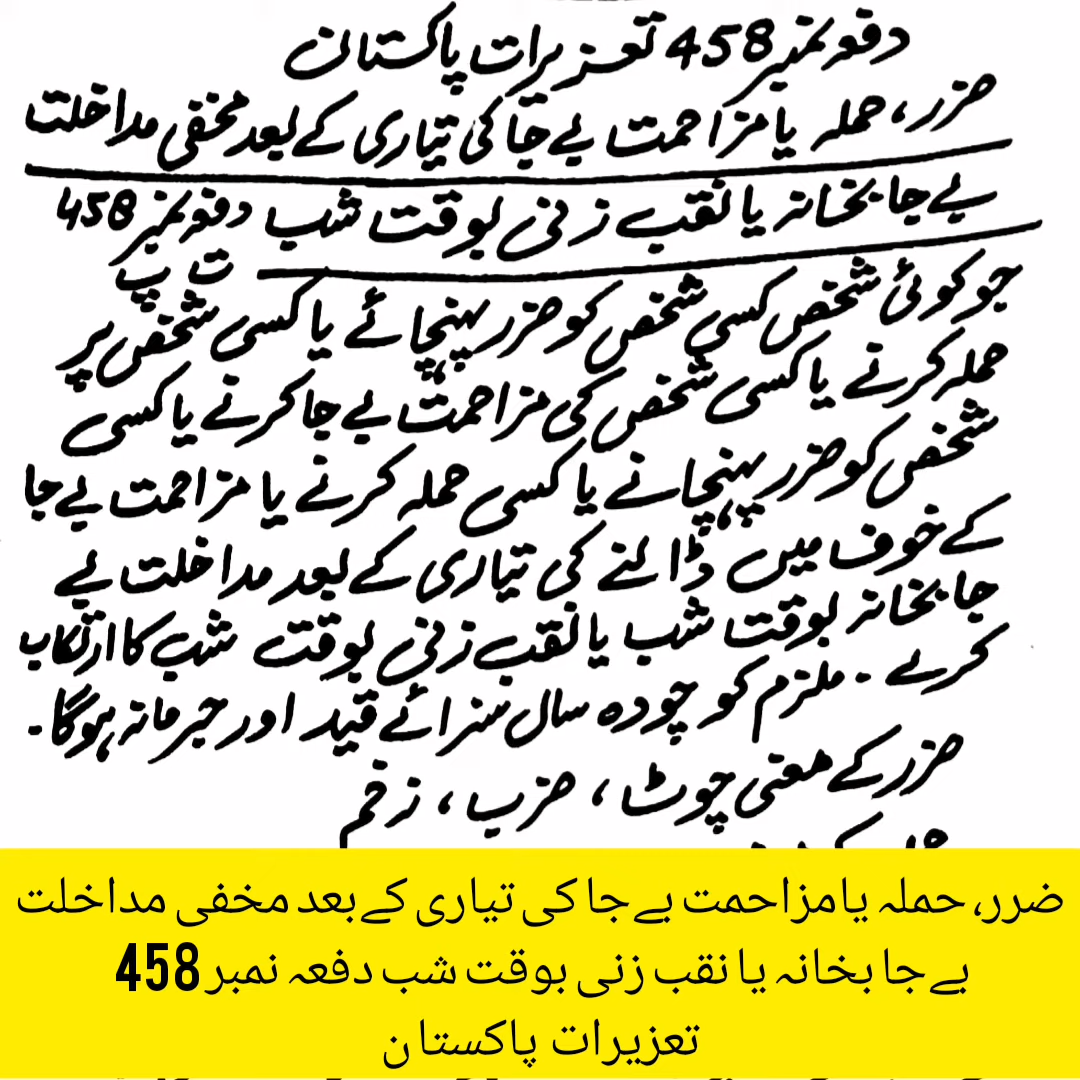 دفعہ نمبر 458 تعزیرات پاکستان
ضرر، حملہ یا مزاحمت بے جا کی تیاری کے بعد مخفی مداخلت
بے جا بخانہ یا نقب زنی بوقت شب دفعہ نمبر 458
ت پ
جو کوئی شخص کسی شخص کو ضرر پہنچائے یا کسی شخص پر
حملہ کرنے یا کسی شخص کی مزاحمت بے جا کرنے یا کسی
شخص کو ضرر پہنچانے یا کسی حملہ کرنے یا مزاحمت بے جا
کے خوف میں ڈالنے کی تیاری کے بعد مداخلت بے
جا بخانہ بوقت شب یا نقب زنی بوقت شب کا ارتکاب
کرے ۔ ملزم کو چودہ سال سزائے قید اور جرمانہ ہوگا۔
ضرر کے معنی چوٹ، ضرب، زخم
ضرر، حملہ یا مزاحمت بے جا کی تیاری کے بعد مخفی مداخلت
بے جا بخانہ یا نقب زنی بوقت شب دفعہ نمبر 458
تعزیرات پاکستان